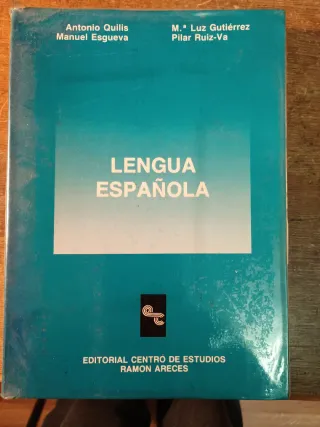 Antonio Quilis
Manuel Esgueva
M.ª Luz Gutiérrez
Pilar Ruiz-Va
LENGUA
ESPAÑOLA
EDITORIAL CENTRO DE ESTUDIOS
RAMON ARECES